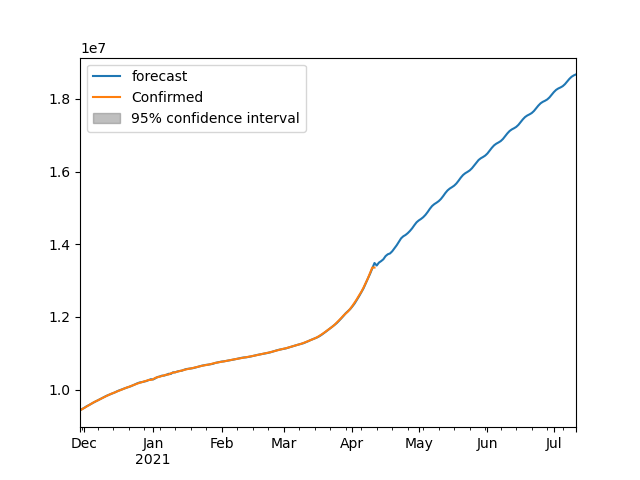 1e7
forecast
Confirmed
95% confidence interval
1.8
1.6
1.4
1.2
1.0
Dec Jan Feb Mar Apr May Jun Jul
2021